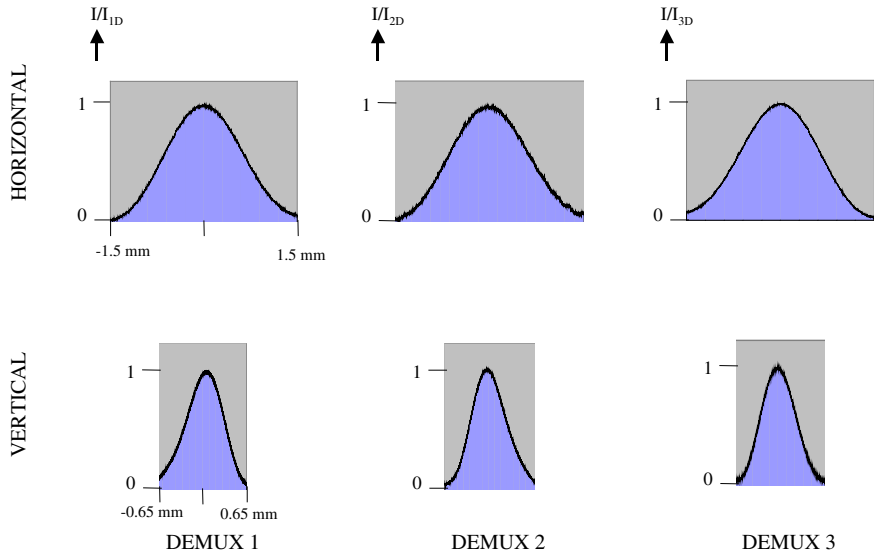 I/I1D
I/I2D
I/I3D
HORIZONTAL
1
0
-1.5 mm
1.5 mm
1
0
1
0
VERTICAL
1
0
-0.65 mm
0.65 mm
1
0
1
0
DEMUX 1
DEMUX 2
DEMUX 3